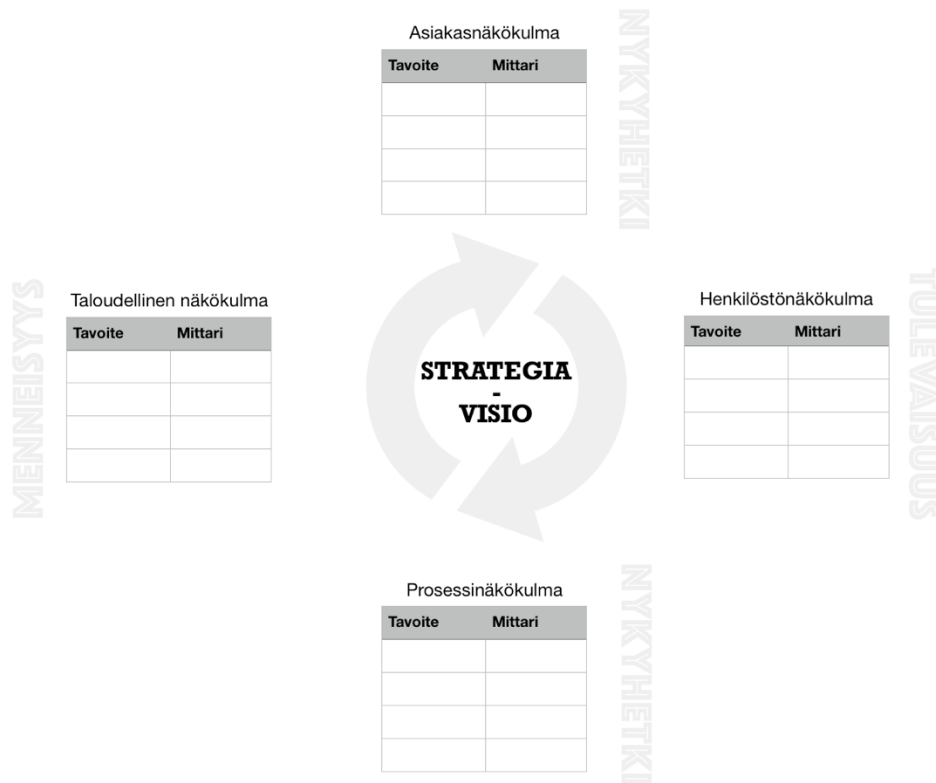 Asiakasnäkökulma
Tavoite Mittari
NYKYHETKI
MENNEISYYS
Taloudellinen näkökulma
Tavoite Mittari
STRATEGIA
-
VISIO
Henkilöstönäkökulma
Tavoite Mittari
TULEVAISUUS
Prosessinäkökulma
Tavoite Mittari
NYKYHETKI